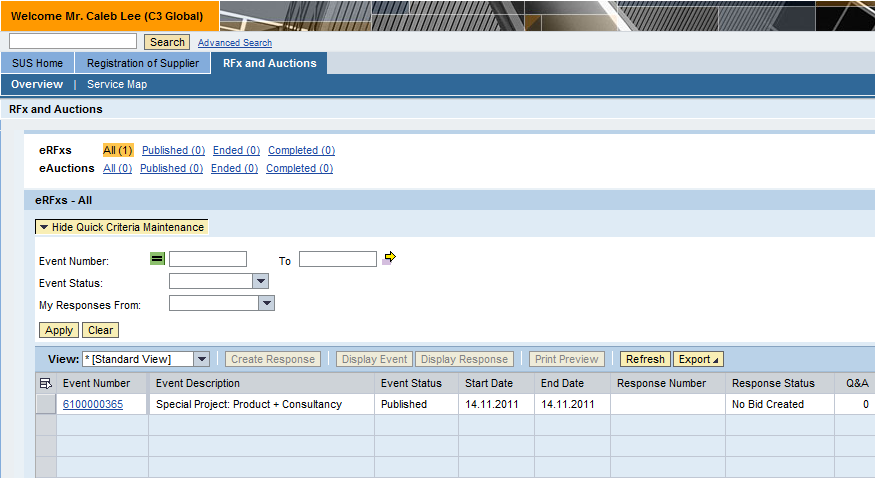 Welcome Mr. Caleb Lee (C3 Global)
Search Advanced Search
SUS Home Registration of Supplier RFx and Auctions
Overview | Service Map
RFx and Auctions
eRFxs All (1) Published (0) Ended (0) Completed (0)
eAuctions All (0) Published (0) Ended (0) Completed (0)
eRFxs - All
Hide Quick Criteria Maintenance
Event Number: To
Event Status:
My Responses From:
Apply Clear
View: * [Standard View] Create Response Display Event Display Response Print Preview Refresh Export
Event Number Event Description Event Status Start Date End Date Response Number Response Status Q&A
6100000365 Special Project: Product + Consultancy Published 14.11.2011 14.11.2011 No Bid Created 0